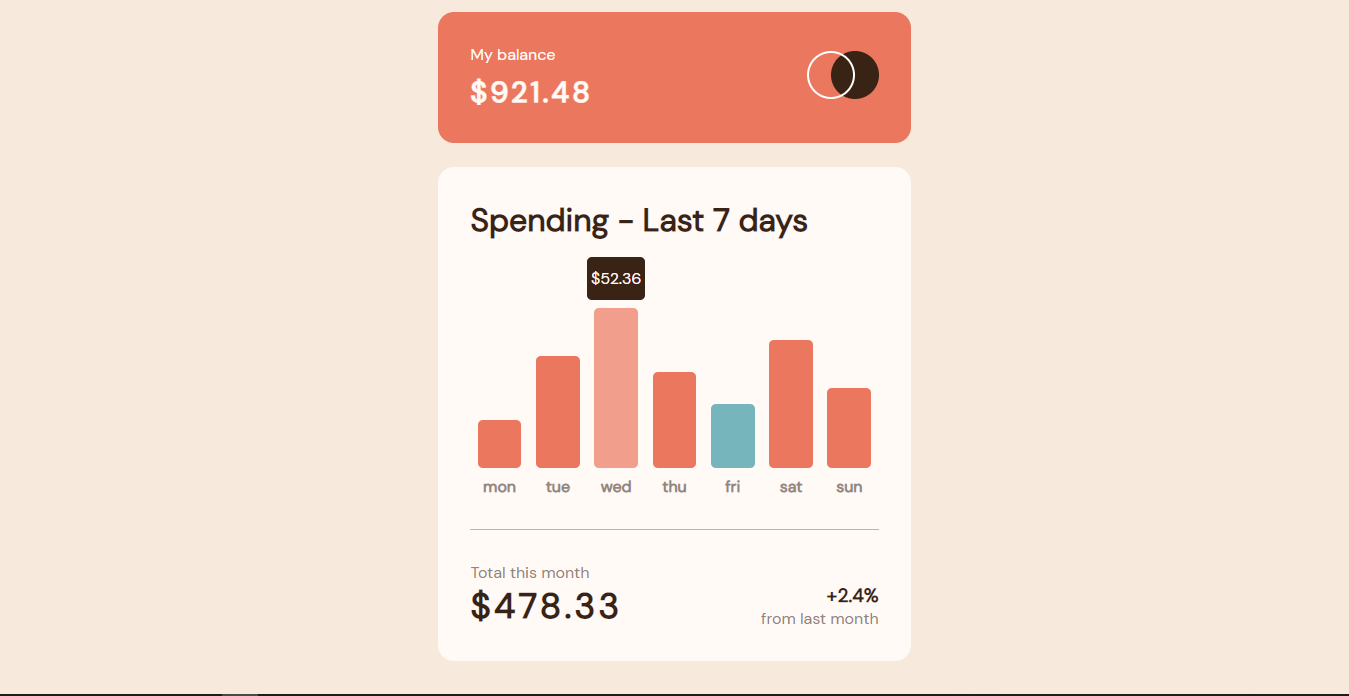 My balance
$921.48
Spending - Last 7 days
$52.36
mon tue wed thu fri sat sun
Total this month
$478.33
+2.4%
from last month